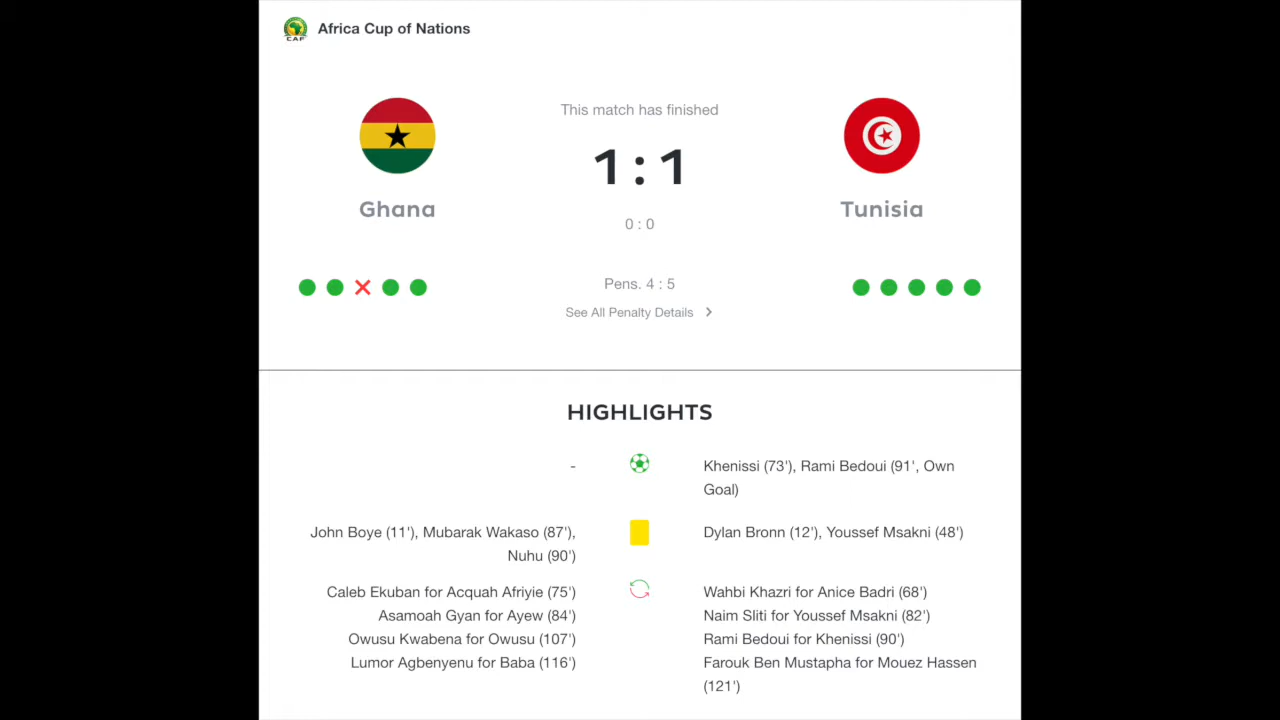 CAF
Africa Cup of Nations
This match has finished
1 : 1
Ghana
Tunisia
0 : 0
Pens. 4 : 5
See All Penalty Details
HIGHLIGHTS
-
Khenissi (73'), Rami Bedoui (91', Own
Goal)
John Boye (11'), Mubarak Wakaso (87'),
Nuhu (90')
Dylan Bronn (12'), Youssef Msakni (48')
Caleb Ekuban for Acquah Afriyie (75')
Asamoah Gyan for Ayew (84')
Owusu Kwabena for Owusu (107')
Lumor Agbenyenu for Baba (116')
Wahbi Khazri for Anice Badri (68')
Naim Sliti for Youssef Msakni (82')
Rami Bedoui for Khenissi (90')
Farouk Ben Mustapha for Mouez Hassen
(121')